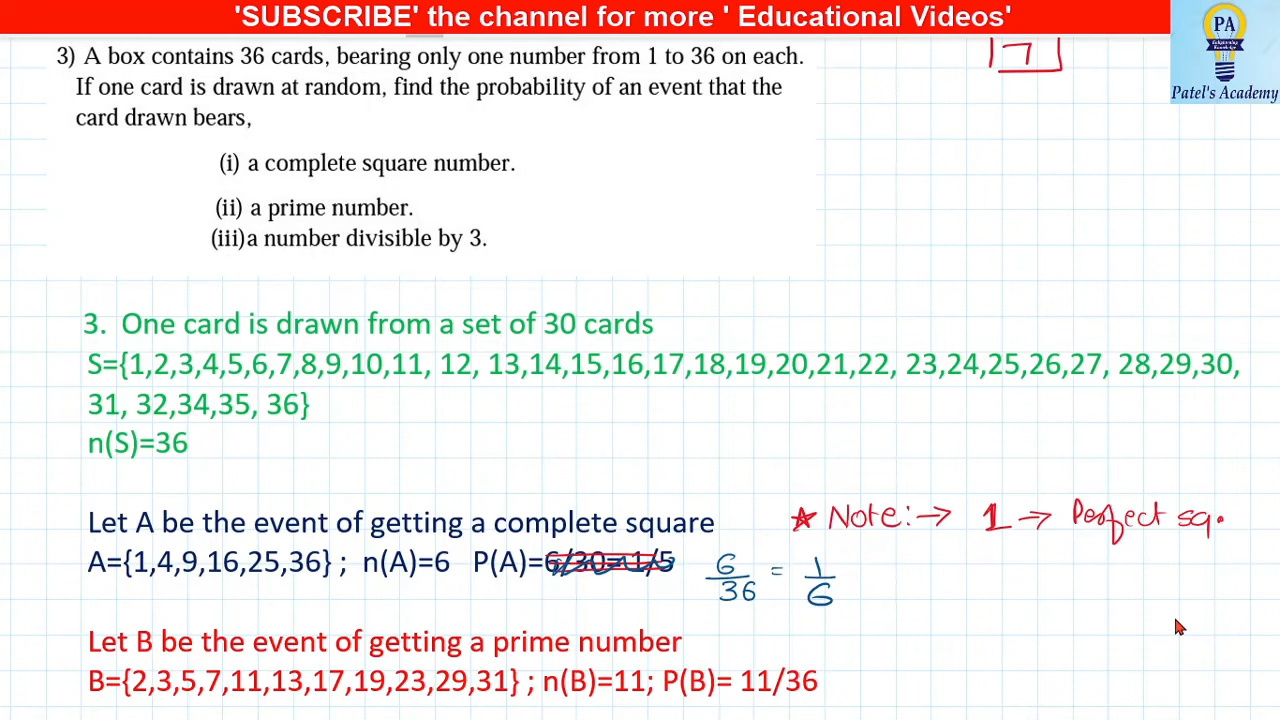 'SUBSCRIBE' the channel for more ' Educational Videos'
PA
Patel's Academy
7
3) A box contains 36 cards, bearing only one number from 1 to 36 on each.
If one card is drawn at random, find the probability of an event that the
card drawn bears,
(i) a complete square number.
(ii) a prime number.
(iii)a number divisible by 3.
3. One card is drawn from a set of 30 cards
S={1,2,3,4,5,6,7,8,9,10,11, 12, 13,14,15,16,17,18,19,20,21,22, 23,24,25,26,27, 28,29,30,
31, 32,34,35, 36}
n(S)=36
Let A be the event of getting a complete square
★ Note:→ 1→ Perfect sq.
A={1,4,9,16,25,36} ; n(A)=6 P(A)=6/30= 1/5 6/36 = 1/6
Let B be the event of getting a prime number
B={2,3,5,7,11,13,17,19,23,29,31} ; n(B)=11; P(B)= 11/36